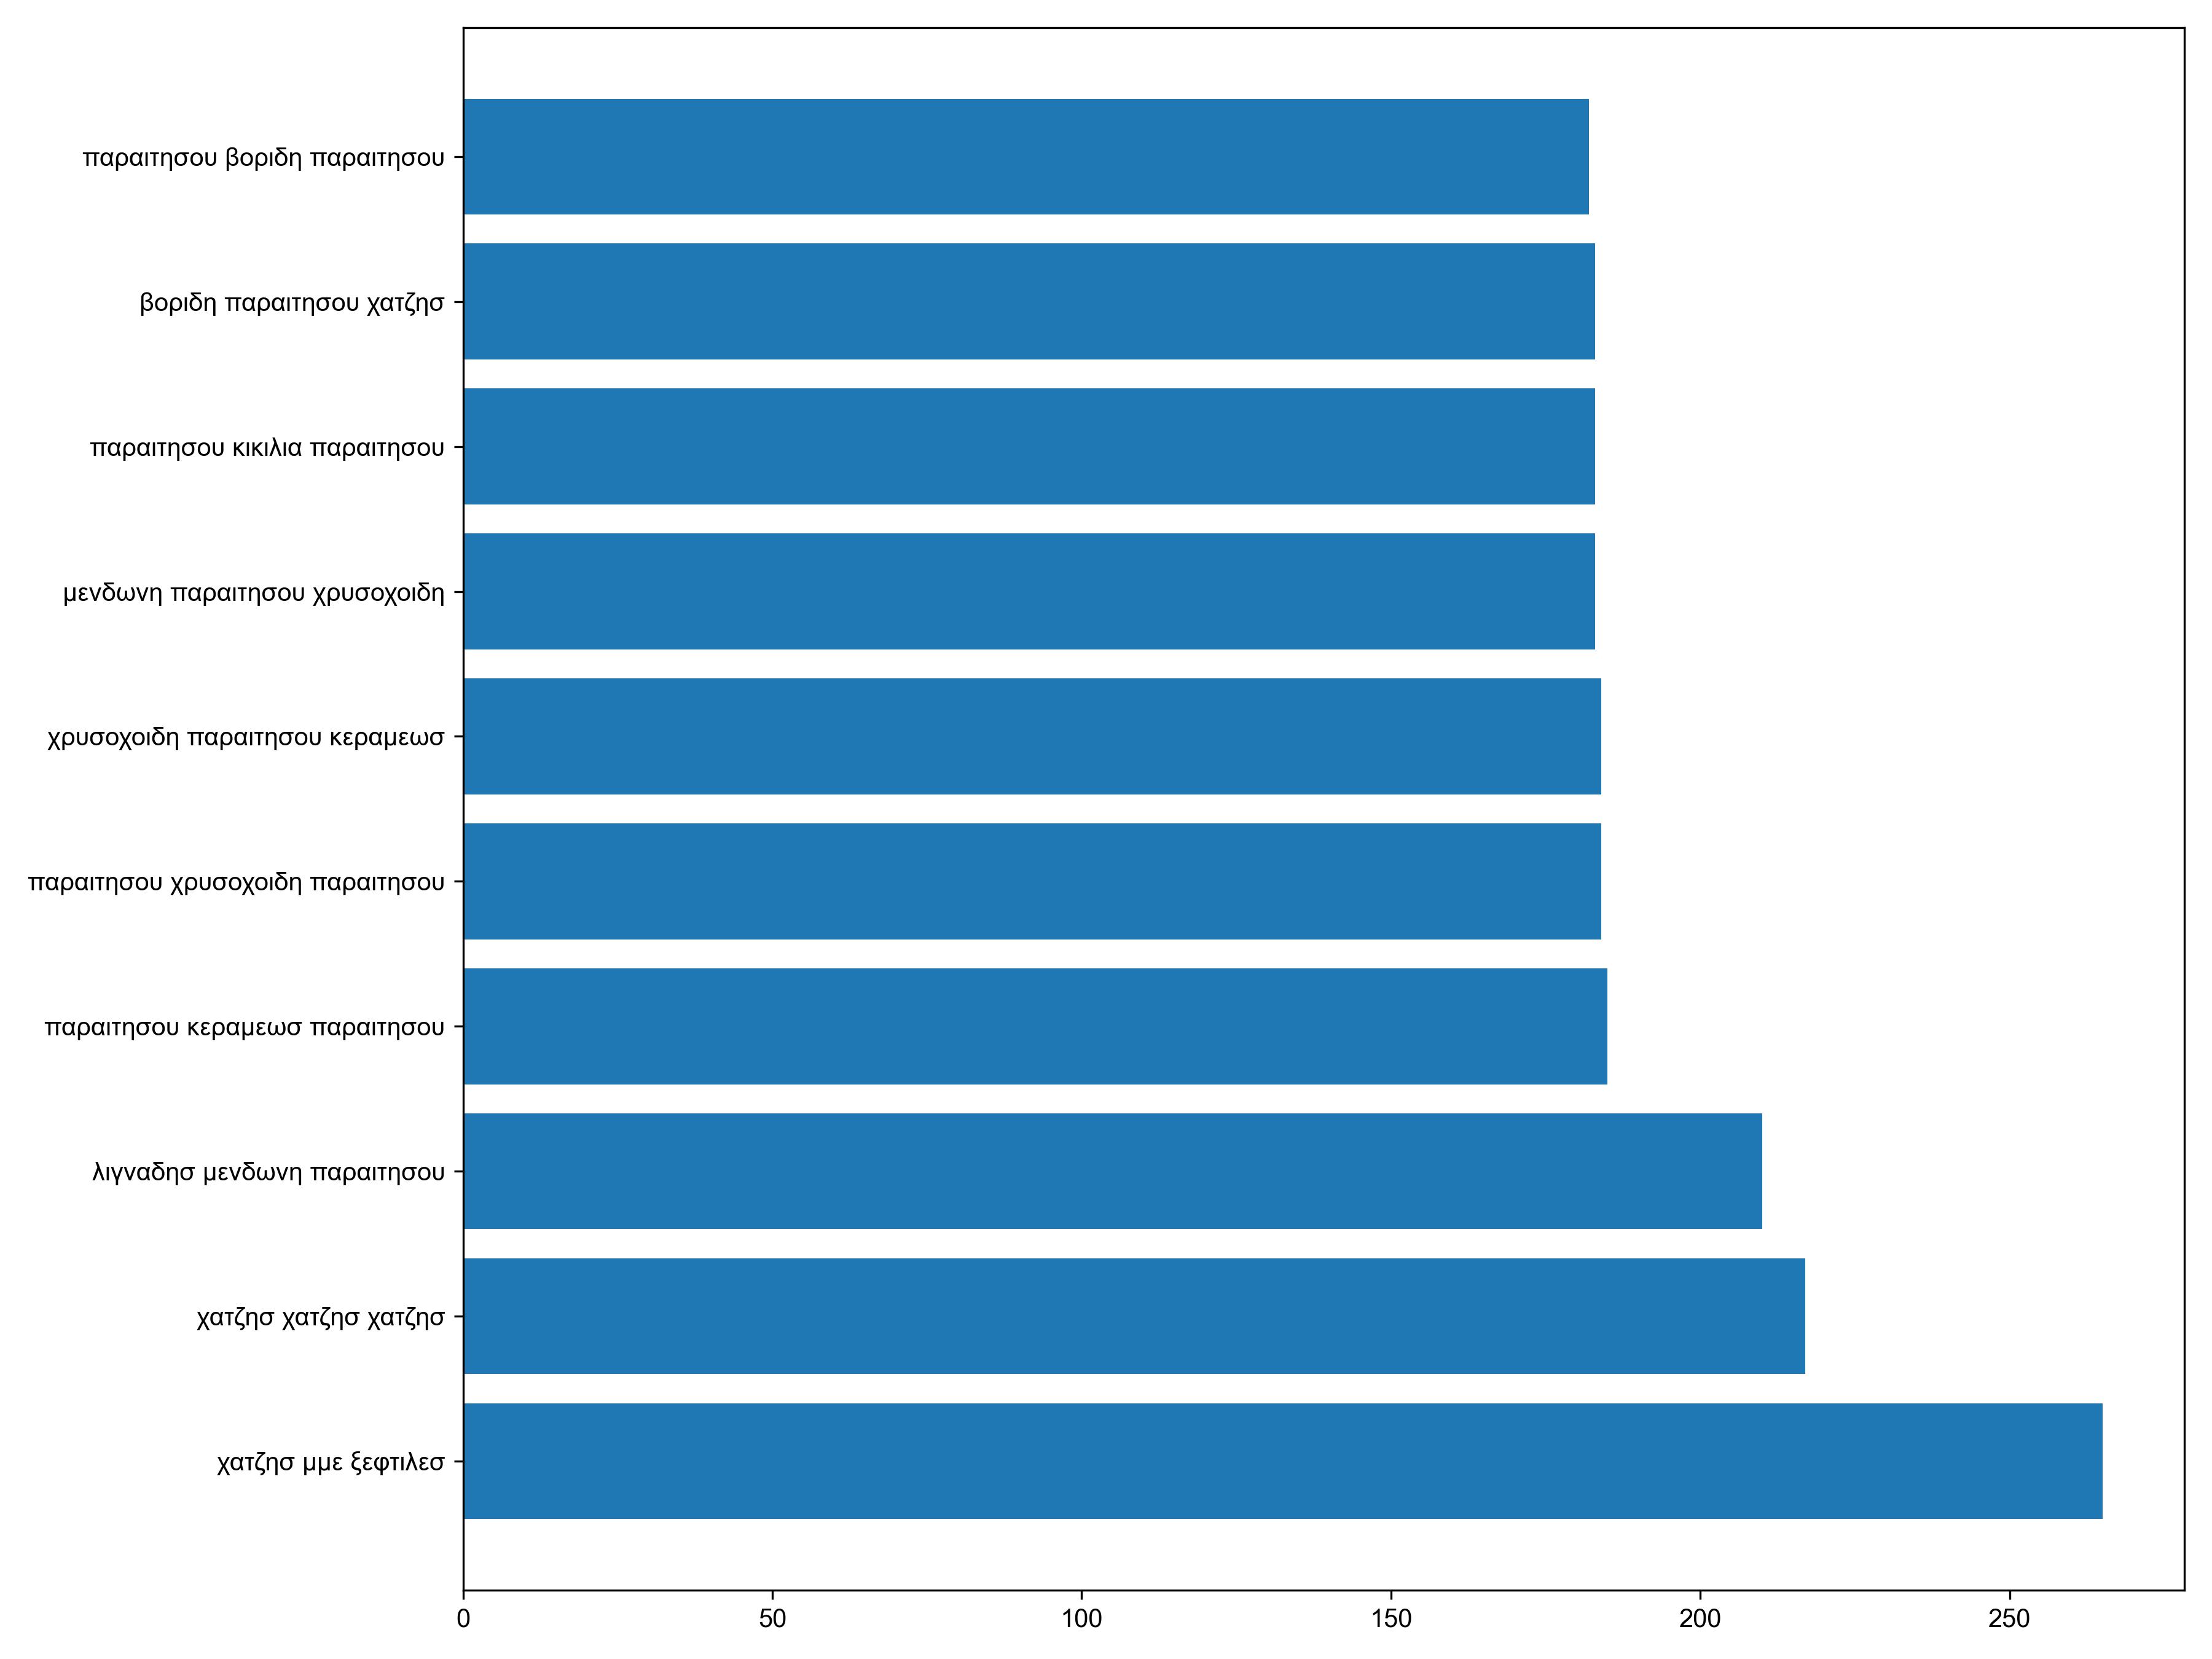 παραιτησου βοριδη παραιτησου
βοριδη παραιτησου χατζησ
παραιτησου κικιλια παραιτησου
μενδωνη παραιτησου χρυσοχοιδη
χρυσοχοιδη παραιτησου κεραμεωσ
παραιτησου χρυσοχοιδη παραιτησου
παραιτησου κεραμεωσ παραιτησου
λιγναδησ μενδωνη παραιτησου
χατζησ χατζησ χατζησ
χατζησ μμε ξεφτιλεσ
0 50 100 150 200 250